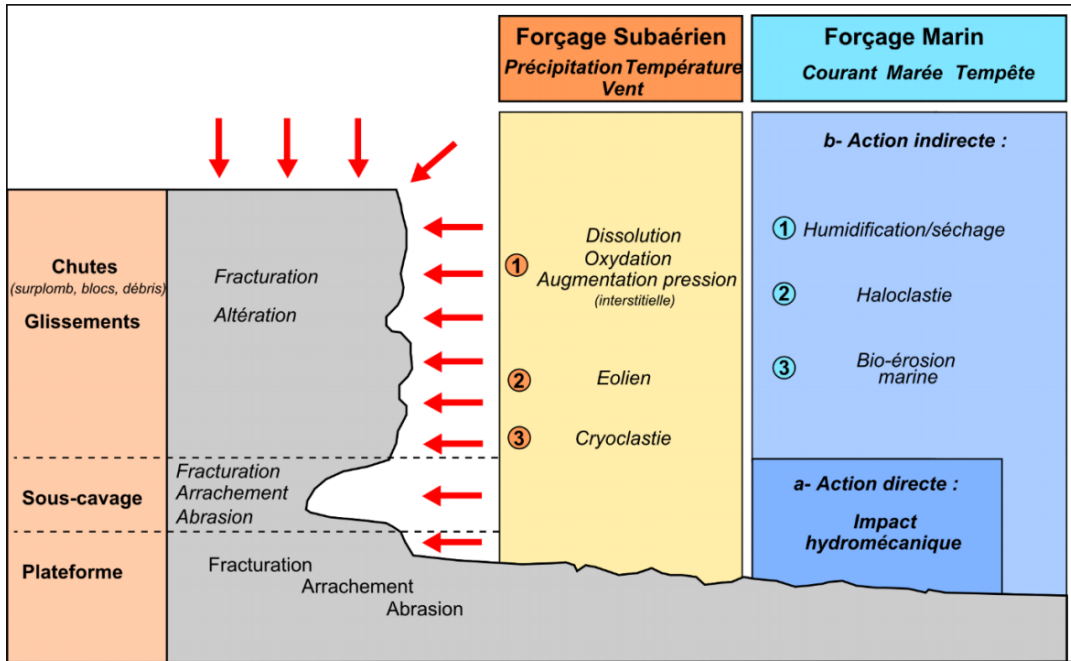 Forçage Subaérien
Précipitation Température
Vent
Forçage Marin
Courant Marée Tempête
Chutes
(surplomb, blocs, débris)
Glissements
Fracturation
Altération
1
Dissolution
Oxydation
Augmentation pression
(interstitielle)
2
Eolien
3
Cryoclastie
b- Action indirecte :
1
Humidification/séchage
2
Haloclastie
3
Bio-érosion
marine
Sous-cavage
Fracturation
Arrachement
Abrasion
a- Action directe :
Impact
hydromécanique
Plateforme
Fracturation
Arrachement
Abrasion